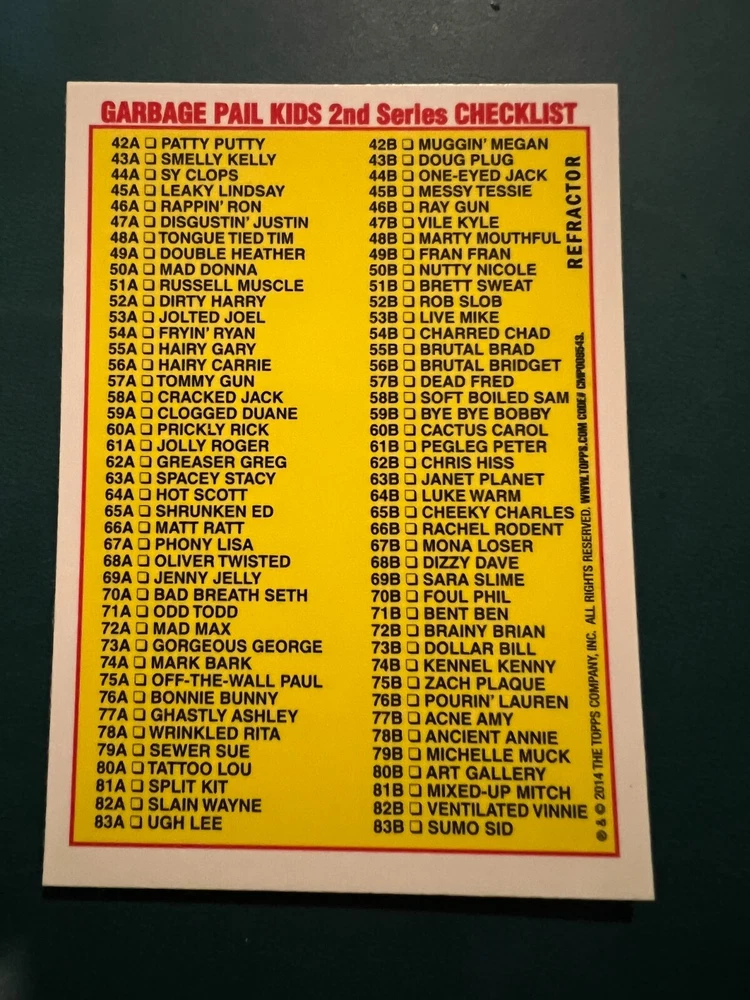 GARBAGE PAIL KIDS 2nd Series CHECKLIST
42A ❑ PATTY PUTTY
43A ❑ SMELLY KELLY
44A ❑ SY CLOPS
45A ❑ LEAKY LINDSAY
46A ❑ RAPPIN' RON
47A ❑ DISGUSTIN' JUSTIN
48A ❑ TONGUE TIED TIM
49A ❑ DOUBLE HEATHER
50A ❑ MAD DONNA
51A ❑ RUSSELL MUSCLE
52A ❑ DIRTY HARRY
53A ❑ JOLTED JOEL
54A ❑ FRYIN' RYAN
55A ❑ HAIRY GARY
56A ❑ HAIRY CARRIE
57A ❑ TOMMY GUN
58A ❑ CRACKED JACK
59A ❑ CLOGGED DUANE
60A ❑ PRICKLY RICK
61A ❑ JOLLY ROGER
62A ❑ GREASER GREG
63A ❑ SPACEY STACY
64A ❑ HOT SCOTT
65A ❑ SHRUNKEN ED
66A ❑ MATT RATT
67A ❑ PHONY LISA
68A ❑ OLIVER TWISTED
69A ❑ JENNY JELLY
70A ❑ BAD BREATH SETH
71A ❑ ODD TODD
72A ❑ MAD MAX
73A ❑ GORGEOUS GEORGE
74A ❑ MARK BARK
75A ❑ OFF-THE-WALL PAUL
76A ❑ BONNIE BUNNY
77A ❑ GHASTLY ASHLEY
78A ❑ WRINKLED RITA
79A ❑ SEWER SUE
80A ❑ TATTOO LOU
81A ❑ SPLIT KIT
82A ❑ SLAIN WAYNE
83A ❑ UGH LEE
42B ❑ MUGGIN' MEGAN
43B ❑ DOUG PLUG
44B ❑ ONE-EYED JACK
45B ❑ MESSY TESSIE
46B ❑ RAY GUN
47B ❑ VILE KYLE
48B ❑ MARTY MOUTHFUL
49B ❑ FRAN FRAN
50B ❑ NUTTY NICOLE
51B ❑ BRETT SWEAT
52B ❑ ROB SLOB
53B ❑ LIVE MIKE
54B ❑ CHARRED CHAD
55B ❑ BRUTAL BRAD
56B ❑ BRUTAL BRIDGET
57B ❑ DEAD FRED
58B ❑ SOFT BOILED SAM
59B ❑ BYE BYE BOBBY
60B ❑ CACTUS CAROL
61B ❑ PEGLEG PETER
62B ❑ CHRIS HISS
63B ❑ JANET PLANET
64B ❑ LUKE WARM
65B ❑ CHEEKY CHARLES
66B ❑ RACHEL RODENT
67B ❑ MONA LOSER
68B ❑ DIZZY DAVE
69B ❑ SARA SLIME
70B ❑ FOUL PHIL
71B ❑ BENT BEN
72B ❑ BRAINY BRIAN
73B ❑ DOLLAR BILL
74B ❑ KENNEL KENNY
75B ❑ ZACH PLAQUE
76B ❑ POURIN' LAUREN
77B ❑ ACNE AMY
78B ❑ ANCIENT ANNIE
79B ❑ MICHELLE MUCK
80B ❑ ART GALLERY
81B ❑ MIXED-UP MITCH
82B ❑ VENTILATED VINNIE
83B ❑ SUMO SID
REFRACTOR
℗ & © 2014 THE TOPPS COMPANY, INC. ALL RIGHTS RESERVED. WWW.TOPPS.COM CODE#